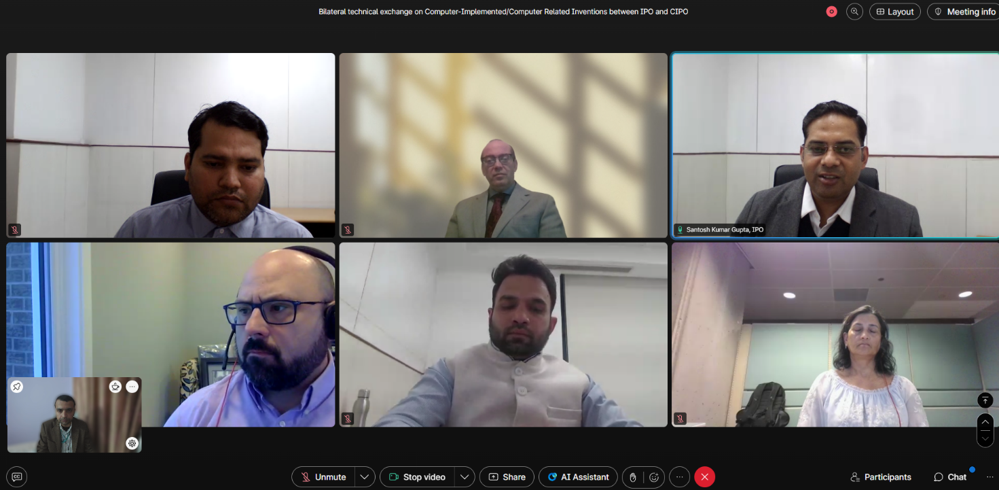 Bilateral technical exchange on Computer-Implemented/Computer Related Inventions between IPO and CIPO
Layout
Meeting info
Santosh Kumar Gupta, IPO
Unmute
Stop video
Share
AI Assistant
Participants
Chat